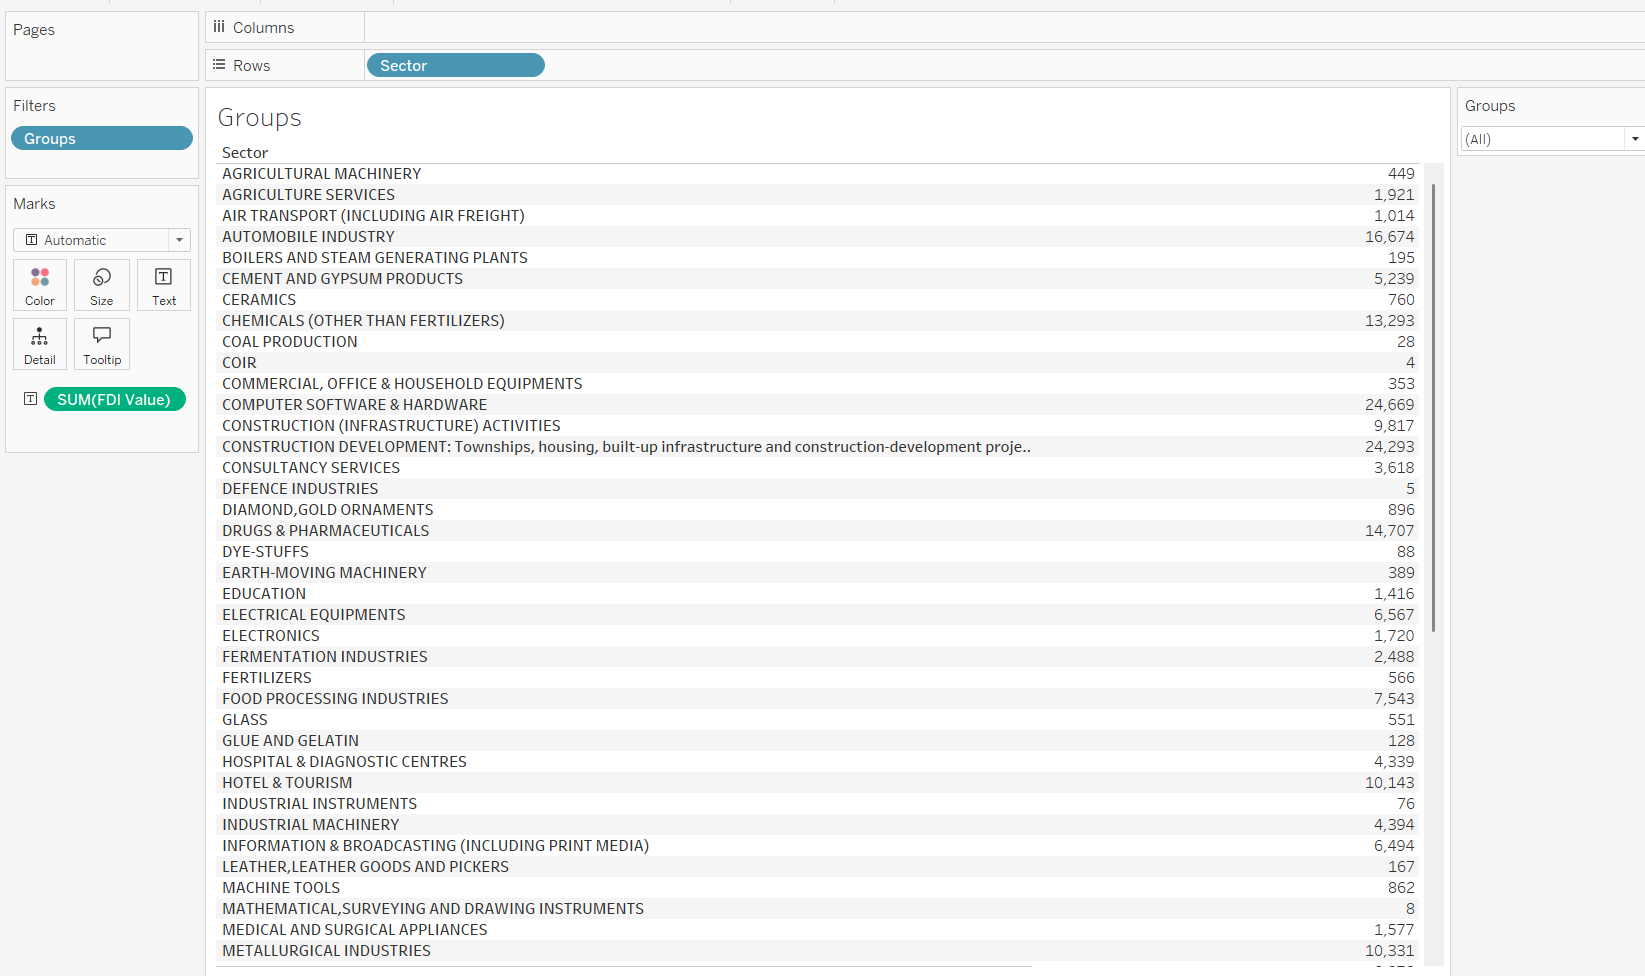 Pages
Columns
Rows
Sector
Filters
Groups
Marks
Automatic
Color
Size
Text
Detail
Tooltip
SUM(FDI Value)
Groups
Sector
AGRICULTURAL MACHINERY 449
AGRICULTURE SERVICES 1,921
AIR TRANSPORT (INCLUDING AIR FREIGHT) 1,014
AUTOMOBILE INDUSTRY 16,674
BOILERS AND STEAM GENERATING PLANTS 195
CEMENT AND GYPSUM PRODUCTS 5,239
CERAMICS 760
CHEMICALS (OTHER THAN FERTILIZERS) 13,293
COAL PRODUCTION 28
COIR 4
COMMERCIAL, OFFICE & HOUSEHOLD EQUIPMENTS 353
COMPUTER SOFTWARE & HARDWARE 24,669
CONSTRUCTION (INFRASTRUCTURE) ACTIVITIES 9,817
CONSTRUCTION DEVELOPMENT: Townships, housing, built-up infrastructure and construction-development proje.. 24,293
CONSULTANCY SERVICES 3,618
DEFENCE INDUSTRIES 5
DIAMOND,GOLD ORNAMENTS 896
DRUGS & PHARMACEUTICALS 14,707
DYE-STUFFS 88
EARTH-MOVING MACHINERY 389
EDUCATION 1,416
ELECTRICAL EQUIPMENTS 6,567
ELECTRONICS 1,720
FERMENTATION INDUSTRIES 2,488
FERTILIZERS 566
FOOD PROCESSING INDUSTRIES 7,543
GLASS 551
GLUE AND GELATIN 128
HOSPITAL & DIAGNOSTIC CENTRES 4,339
HOTEL & TOURISM 10,143
INDUSTRIAL INSTRUMENTS 76
INDUSTRIAL MACHINERY 4,394
INFORMATION & BROADCASTING (INCLUDING PRINT MEDIA) 6,494
LEATHER,LEATHER GOODS AND PICKERS 167
MACHINE TOOLS 862
MATHEMATICAL,SURVEYING AND DRAWING INSTRUMENTS 8
MEDICAL AND SURGICAL APPLIANCES 1,577
METALLURGICAL INDUSTRIES 10,331
Groups
(All)